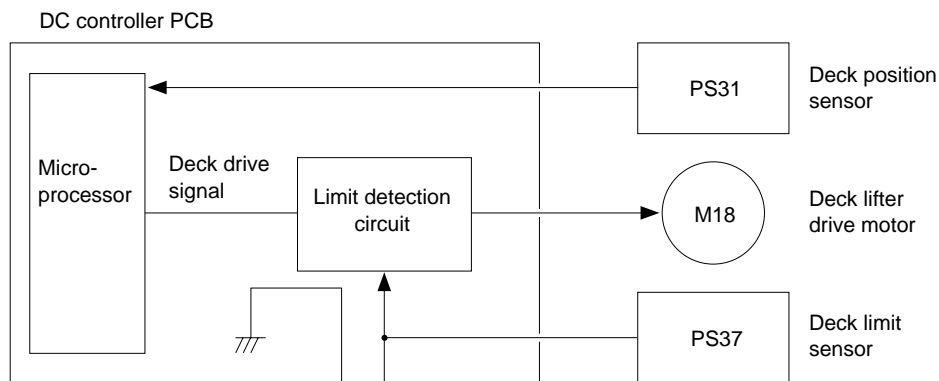 DC controller PCB
PS31
Deck position
sensor
Micro-
processor
Deck drive
signal
Limit detection
circuit
M18
Deck lifter
drive motor
PS37
Deck limit
sensor